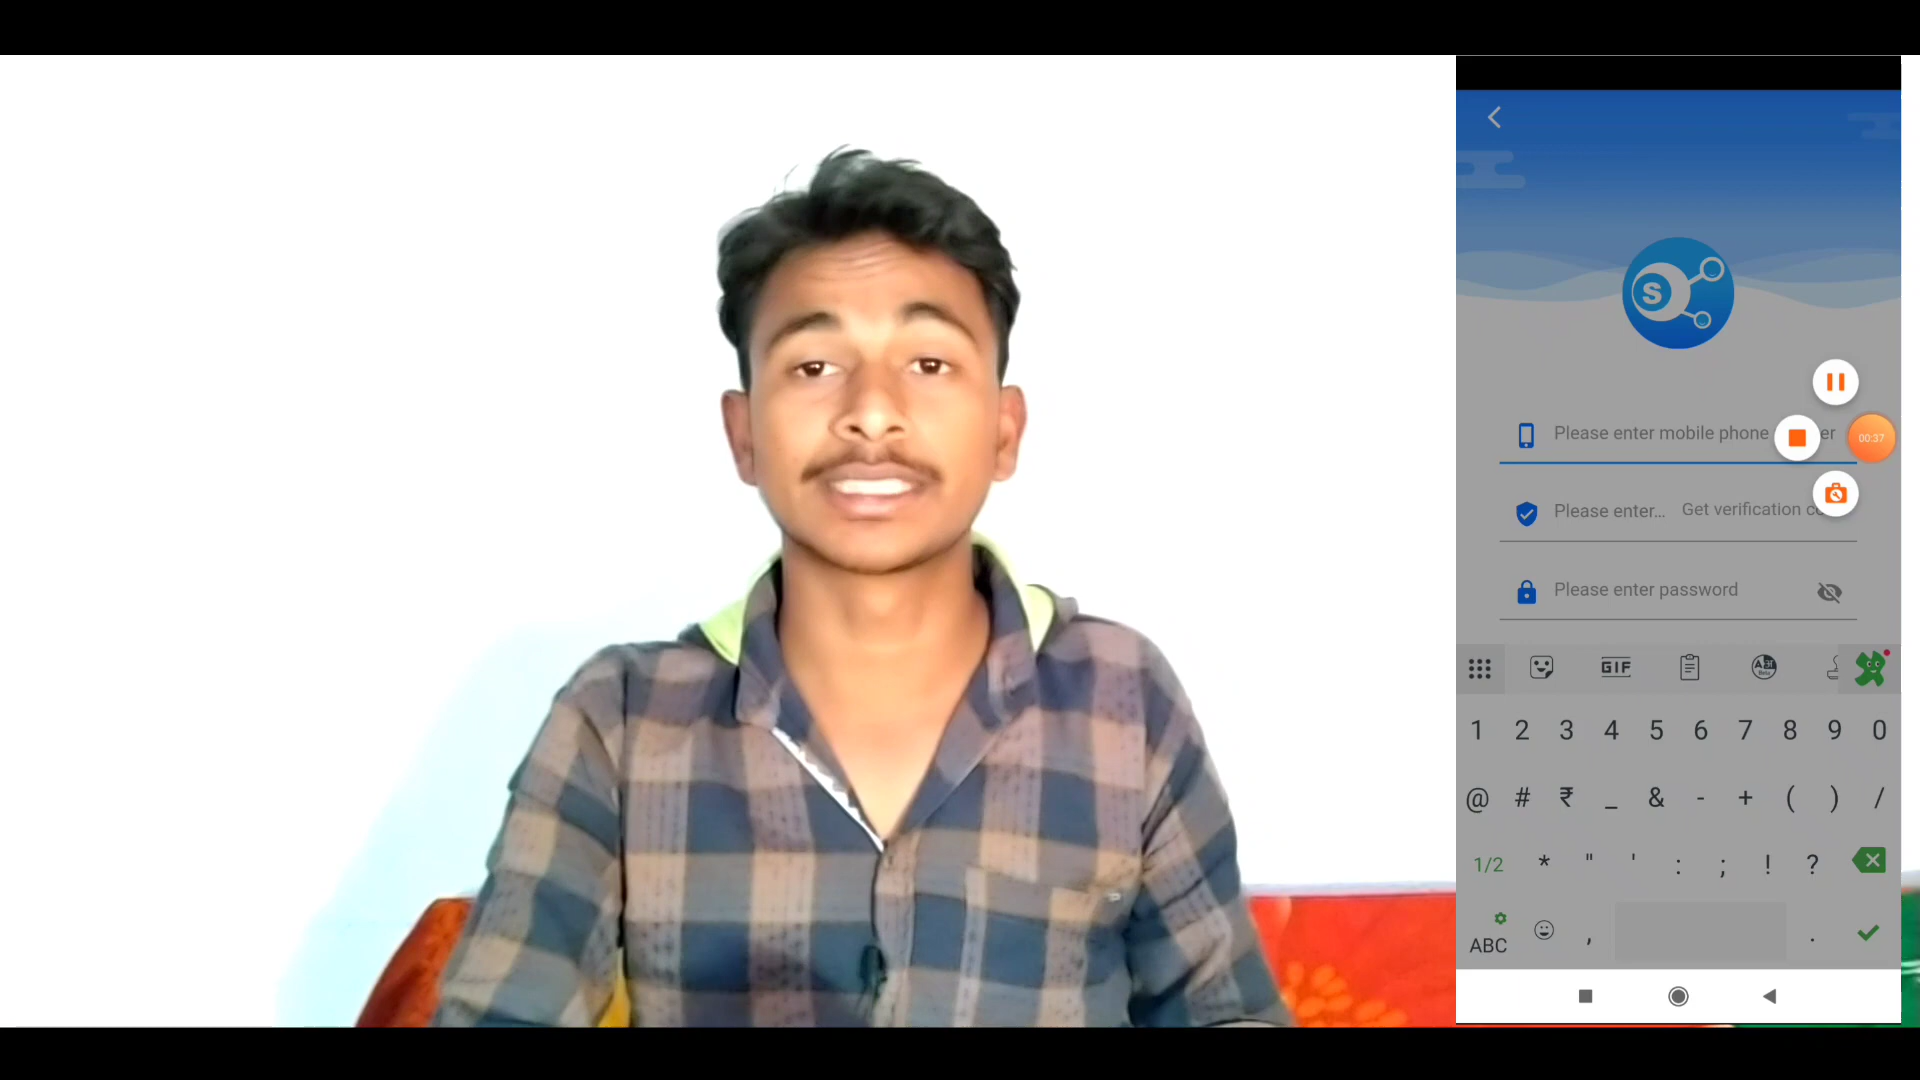 S
Please enter mobile phone er
00:37
Please enter... Get verification c
Please enter password
GIF
1 2 3 4 5 6 7 8 9 0
@ # ₹ _ & - + ( ) /
1/2 * " ' : ; ! ?
ABC , .